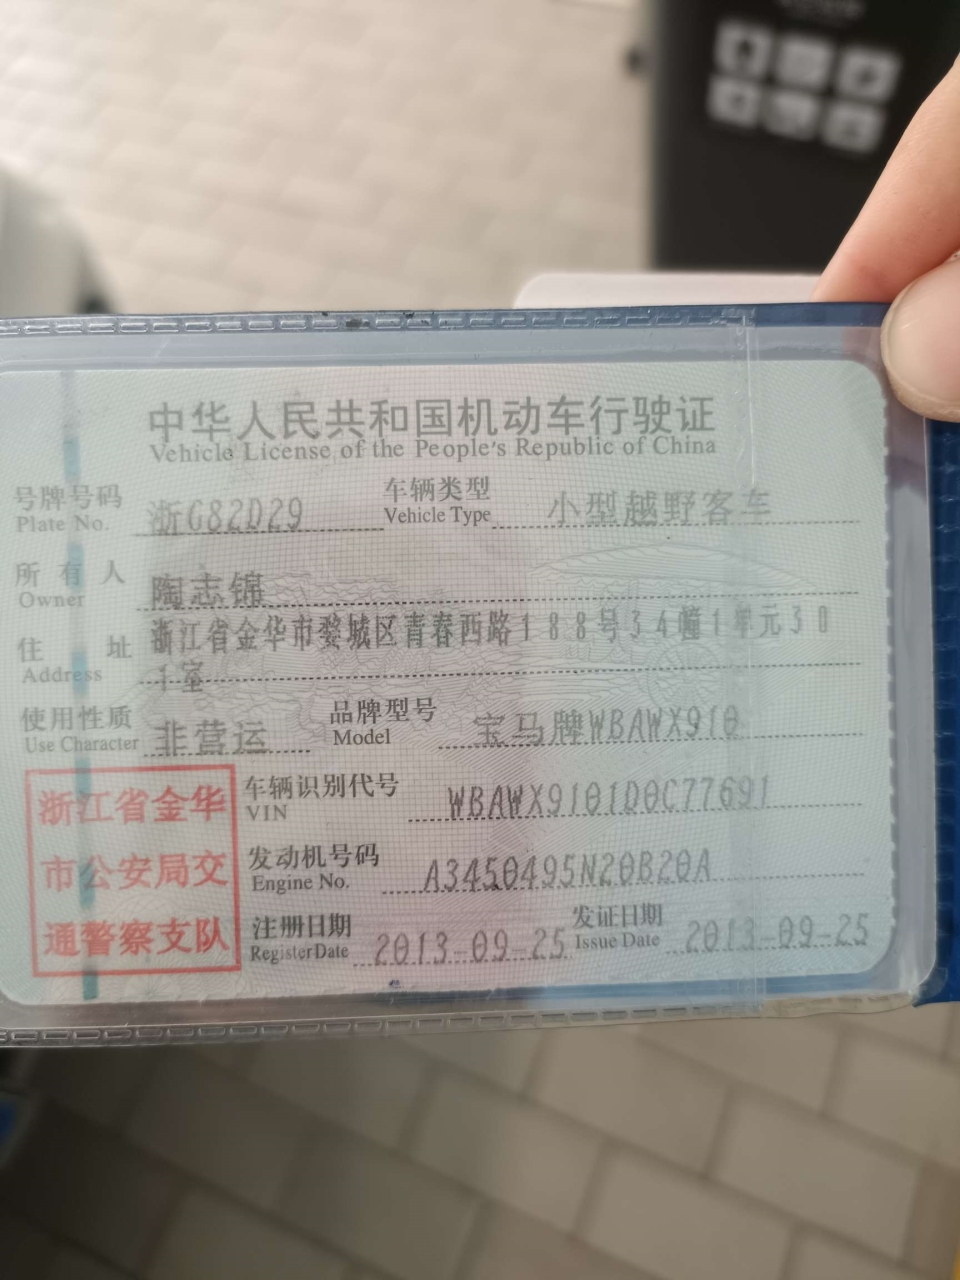 中华人民共和国机动车行驶证
Vehicle License of the People's Republic of China
号牌号码 浙G82D29 车辆类型 小型越野客车
Plate No. Vehicle Type
所有人 陶志锦
Owner
住址 浙江省金华市婺城区青春西路188号34幢1单元30
Address 1室
使用性质 非营运 品牌型号 宝马牌WBAWX910
Use Character Model
浙江省金华
市公安局交
通警察支队
车辆识别代号 WBAWX9101D0C77691
VIN
发动机号码 A3450495N20B20A
Engine No.
注册日期 2013-09-25 发证日期 2013-09-25
Register Date Issue Date